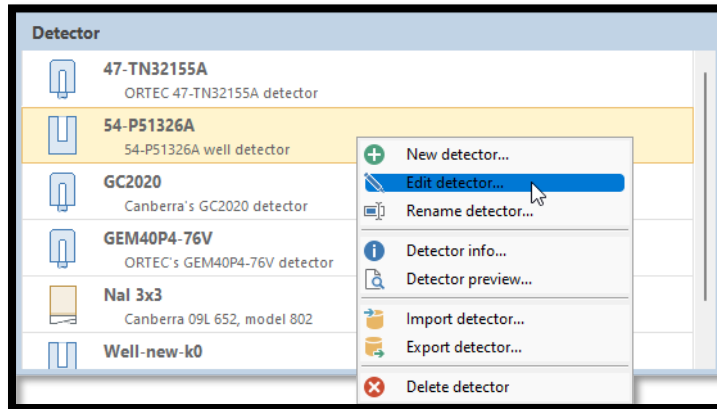 Detector
47-TN32155A
ORTEC 47-TN32155A detector
54-P51326A
54-P51326A well detector
GC2020
Canberra's GC2020 detector
GEM40P4-76V
ORTEC's GEM40P4-76V detector
NaI 3x3
Canberra 09L 652, model 802
Well-new-k0
New detector...
Edit detector...
Rename detector...
Detector info...
Detector preview...
Import detector...
Export detector...
Delete detector